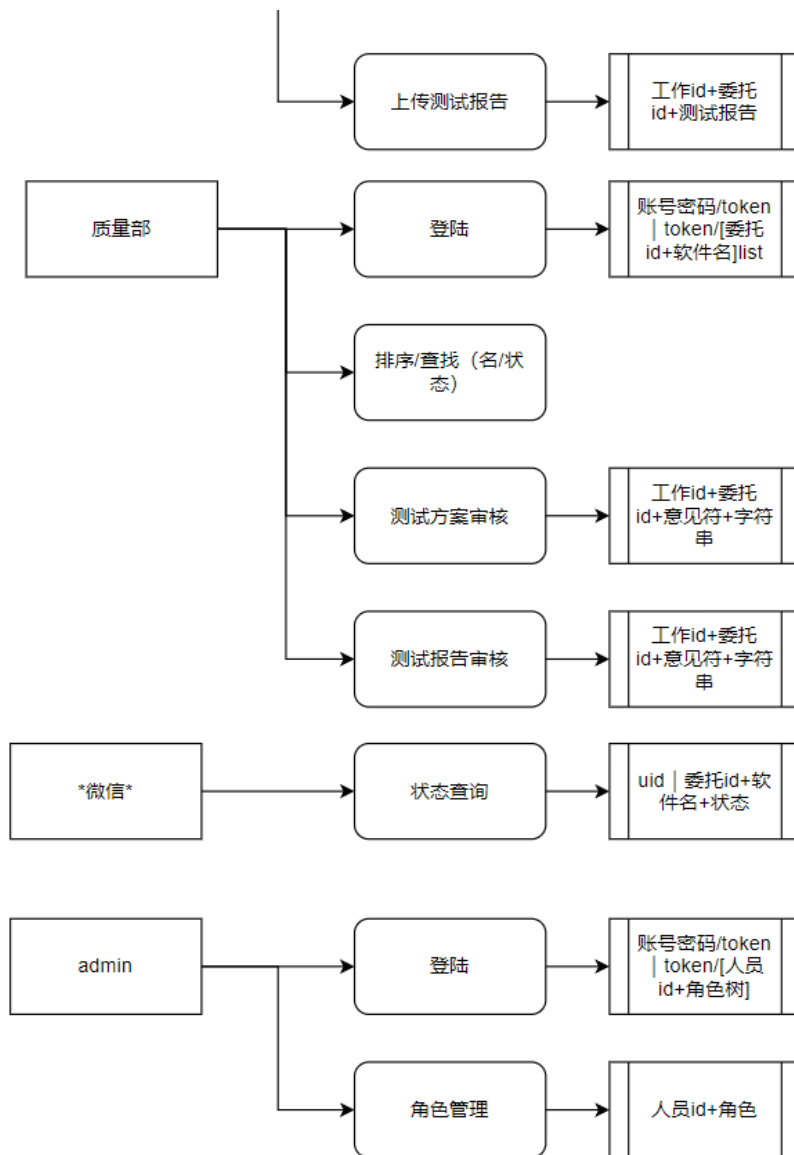 上传测试报告
工作id+委托
id+测试报告
质量部
登陆
账号密码/token
| token/[委托
id+软件名]list
排序/查找（名/状
态）
测试方案审核
工作id+委托
id+意见符+字符
串
测试报告审核
工作id+委托
id+意见符+字符
串
*微信*
状态查询
uid | 委托id+软
件名+状态
admin
登陆
账号密码/token
| token/[人员
id+角色树]
角色管理
人员id+角色